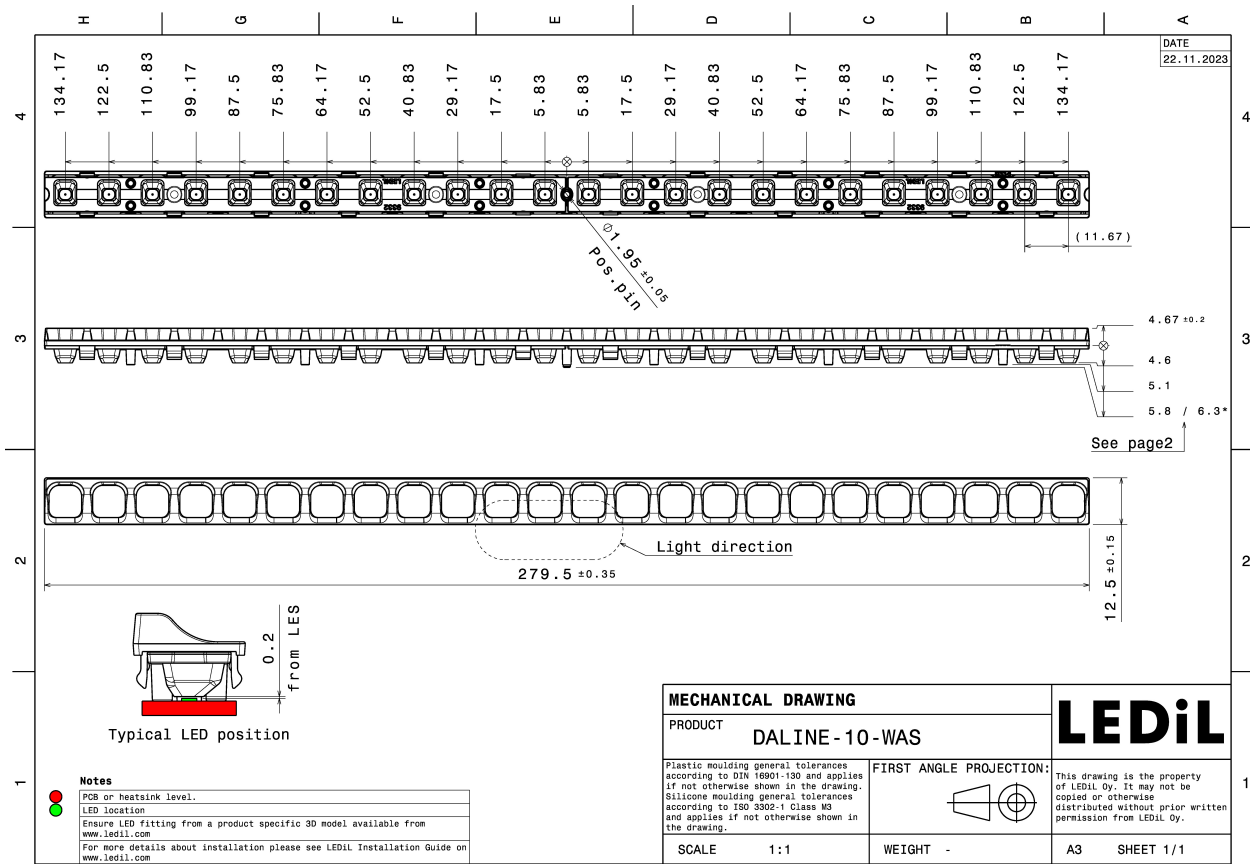 H G F E D C B A
DATE
22.11.2023
4 4
134.17 122.5 110.83 99.17 87.5 75.83 64.17 52.5 40.83 29.17 17.5 5.83 5.83 17.5 29.17 40.83 52.5 64.17 75.83 87.5 99.17 110.83 122.5 134.17
LEDiL LEDiL
9332 9332
(11.67)
Ø1.95 ±0.05
Pos.pin
3 3
4.67 ±0.2
4.6
5.1
5.8 / 6.3*
See page2
Light direction
2 2
279.5 ±0.35
12.5 ±0.15
0.2
from LES
Typical LED position
1 1
Notes
PCB or heatsink level.
LED location
Ensure LED fitting from a product specific 3D model available from
www.ledil.com
For more details about installation please see LEDiL Installation Guide on
www.ledil.com
MECHANICAL DRAWING
PRODUCT
DALINE-10-WAS
LEDiL
Plastic moulding general tolerances
according to DIN 16901-130 and applies
if not otherwise shown in the drawing.
Silicone moulding general tolerances
according to ISO 3302-1 Class M3
and applies if not otherwise shown in
the drawing.
FIRST ANGLE PROJECTION:
This drawing is the property
of LEDiL Oy. It may not be
copied or otherwise
distributed without prior written
permission from LEDiL Oy.
SCALE 1:1
WEIGHT -
A3 SHEET 1/1